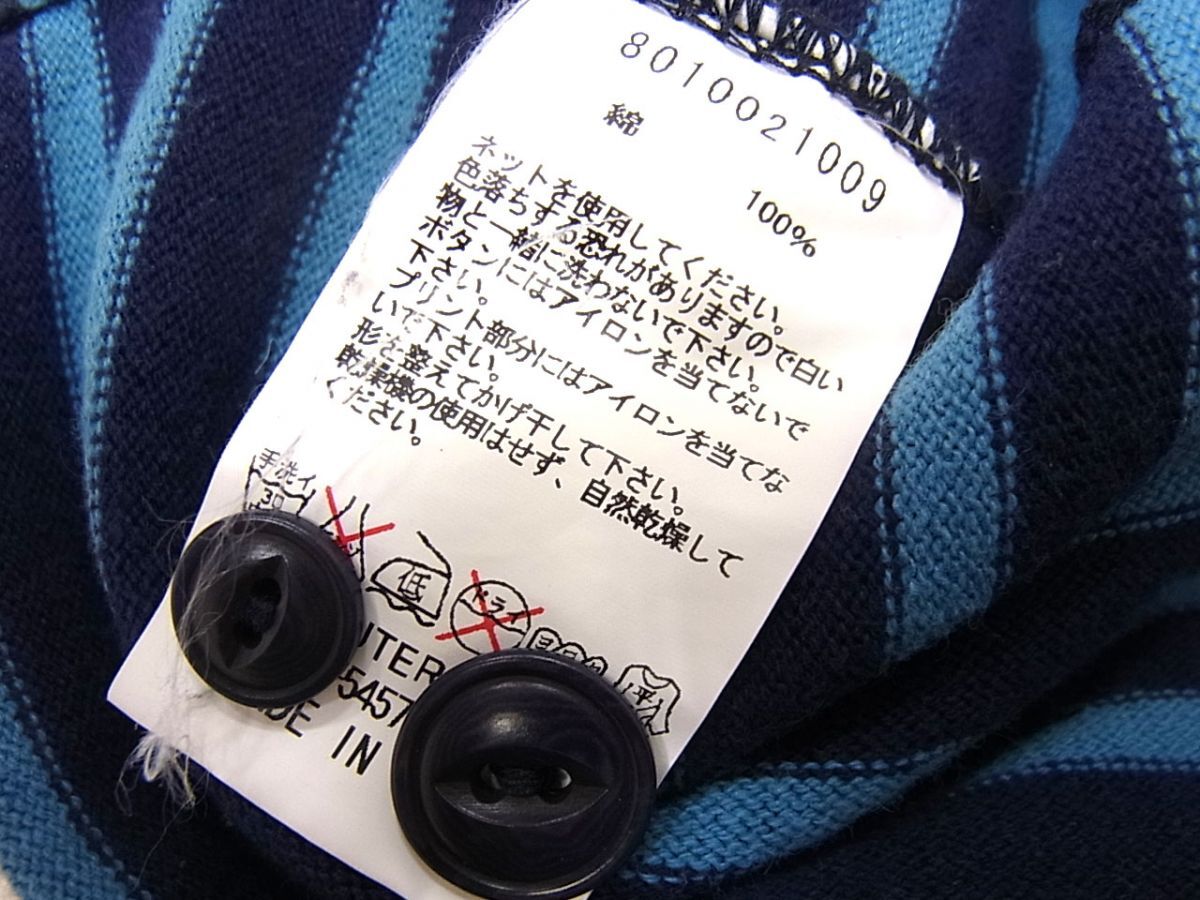 8010021009
綿 100%
ネットを使用してください。
色落ちする恐れがありますので白い
物と一緒に洗わないで下さい。
ボタンにはアイロンを当てないで
下さい。
プリント部分にはアイロンを当てな
いで下さい。
形を整えてかげ干して下さい。
乾燥機の使用はせず、自然乾燥して
ください。
手洗イ
30
低
ドライ
平
5457
IN